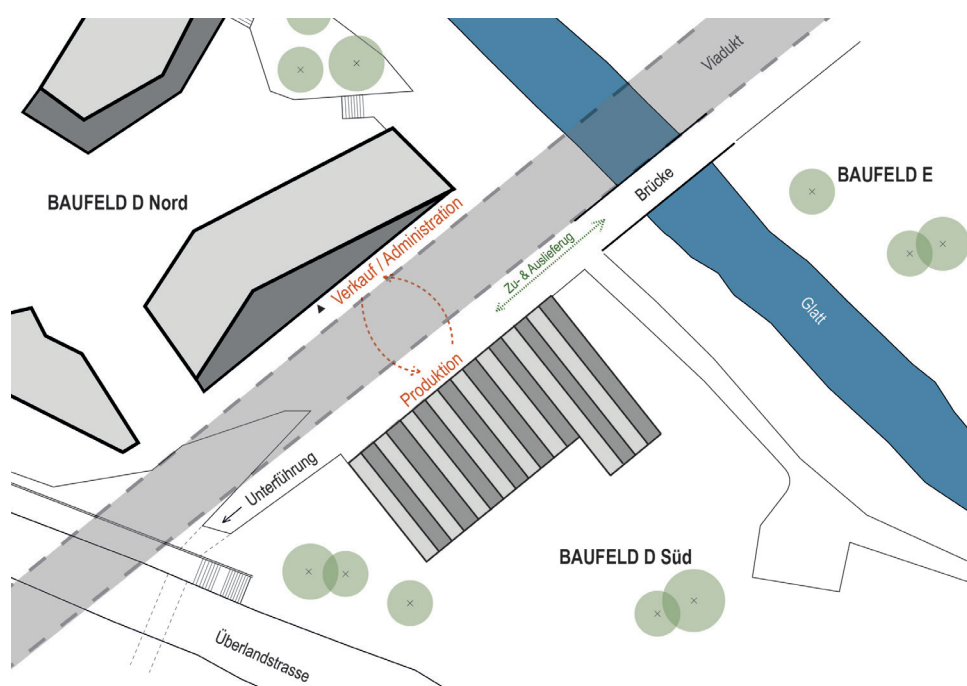 Viadukt
BAUFELD E
Brücke
BAUFELD D Nord
Verkauf / Administration
Zu- & Auslieferug
Glatt
Produktion
Unterführung
BAUFELD D Süd
Überlandstrasse